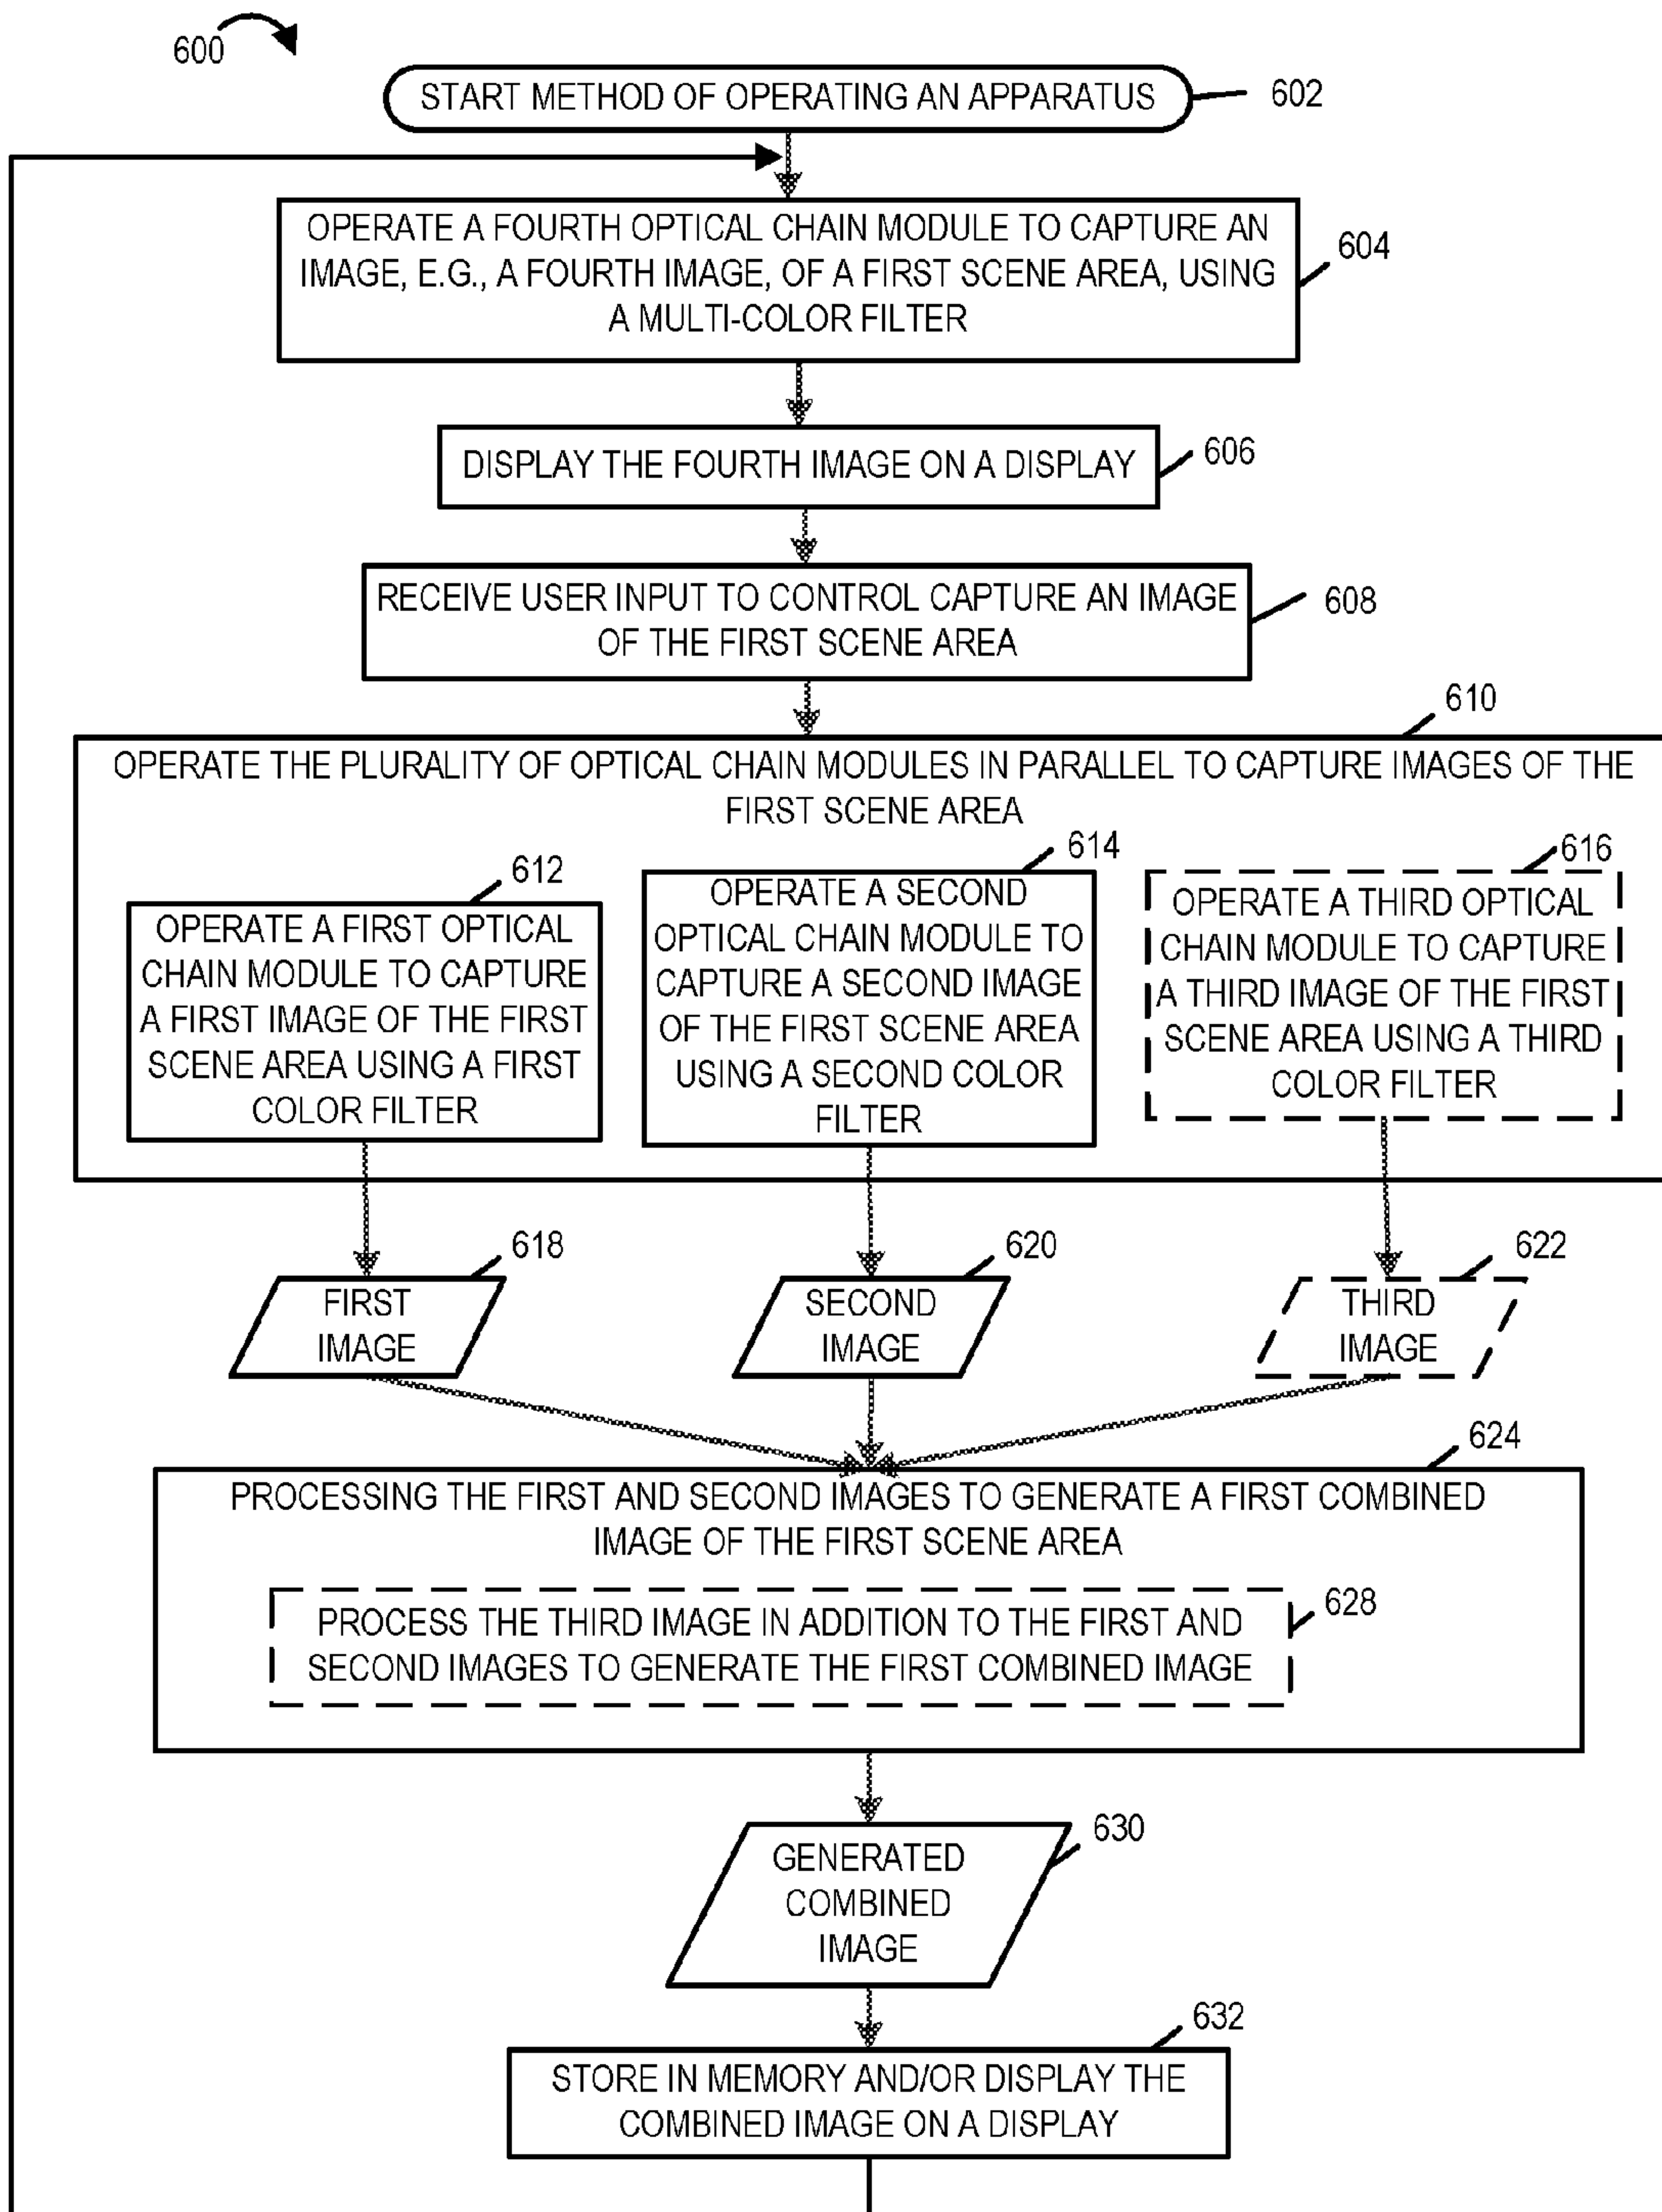 600
START METHOD OF OPERATING AN APPARATUS
602
OPERATE A FOURTH OPTICAL CHAIN MODULE TO CAPTURE AN
IMAGE, E.G., A FOURTH IMAGE, OF A FIRST SCENE AREA, USING
A MULTI-COLOR FILTER
604
DISPLAY THE FOURTH IMAGE ON A DISPLAY
606
RECEIVE USER INPUT TO CONTROL CAPTURE AN IMAGE
OF THE FIRST SCENE AREA
608
610
OPERATE THE PLURALITY OF OPTICAL CHAIN MODULES IN PARALLEL TO CAPTURE IMAGES OF THE
FIRST SCENE AREA
612
OPERATE A FIRST OPTICAL
CHAIN MODULE TO CAPTURE
A FIRST IMAGE OF THE FIRST
SCENE AREA USING A FIRST
COLOR FILTER
614
OPERATE A SECOND
OPTICAL CHAIN MODULE TO
CAPTURE A SECOND IMAGE
OF THE FIRST SCENE AREA
USING A SECOND COLOR
FILTER
616
OPERATE A THIRD OPTICAL
CHAIN MODULE TO CAPTURE
A THIRD IMAGE OF THE FIRST
SCENE AREA USING A THIRD
COLOR FILTER
618
FIRST
IMAGE
620
SECOND
IMAGE
622
THIRD
IMAGE
624
PROCESSING THE FIRST AND SECOND IMAGES TO GENERATE A FIRST COMBINED
IMAGE OF THE FIRST SCENE AREA
628
PROCESS THE THIRD IMAGE IN ADDITION TO THE FIRST AND
SECOND IMAGES TO GENERATE THE FIRST COMBINED IMAGE
630
GENERATED
COMBINED
IMAGE
632
STORE IN MEMORY AND/OR DISPLAY THE
COMBINED IMAGE ON A DISPLAY